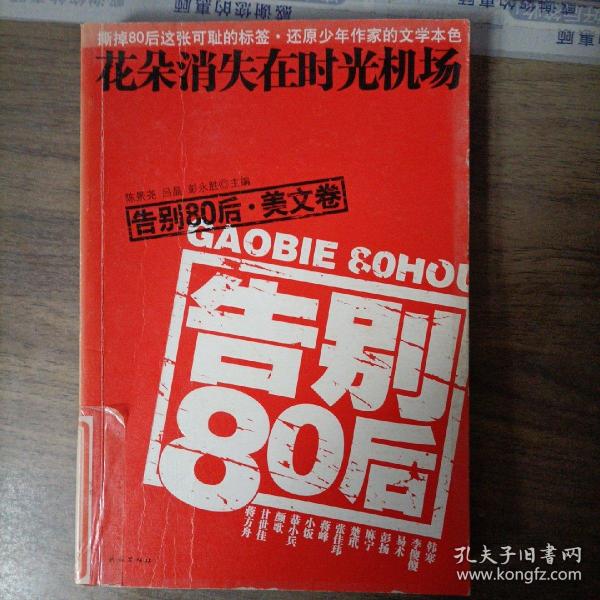 撕掉80后这张可耻的标签·还原少年作家的文学本色
花朵消失在时光机场
陈景尧 吕晶 彭永胜◎主编
告别80后·美文卷
GAOBIE 80HOU
告别
80后
韩寒
李傻傻
易术
彭扬
麻宁
楚玳
张佳玮
蒋峰
小饭
恭小兵
颜歌
甘世佳
蒋方舟
孔夫子旧书网
www.kongfz.com